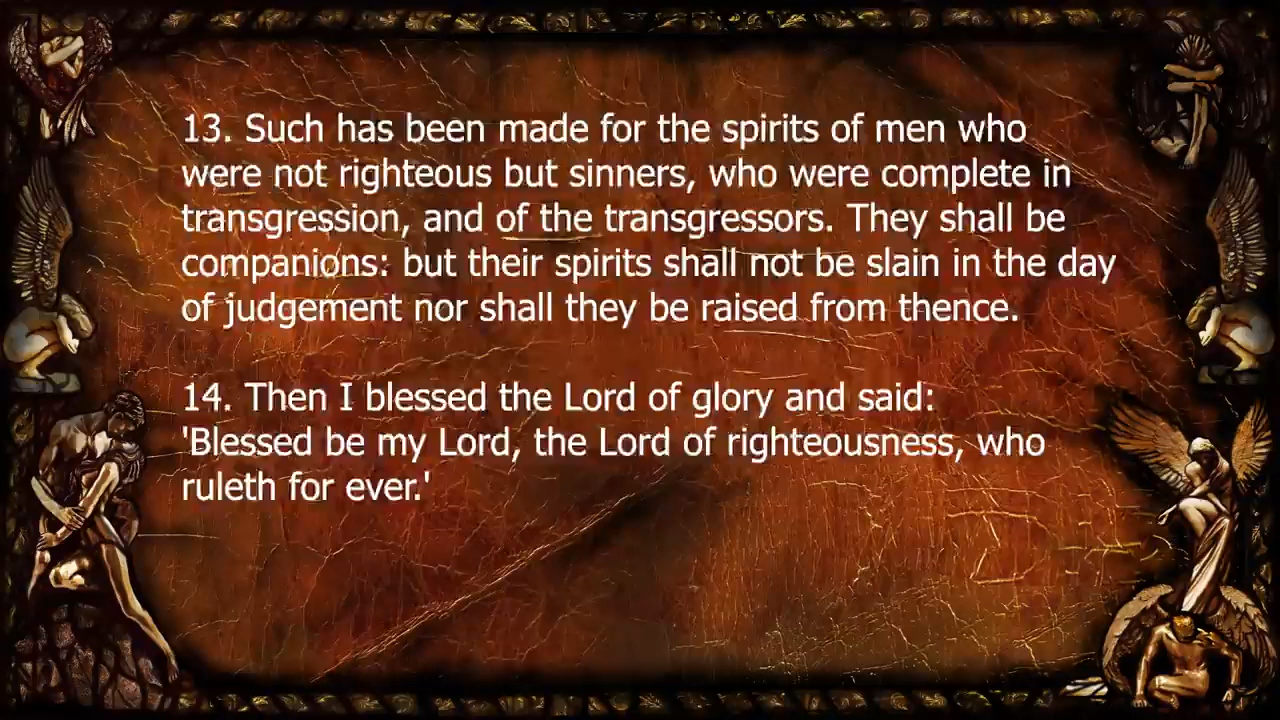 13. Such has been made for the spirits of men who
were not righteous but sinners, who were complete in
transgression, and of the transgressors. They shall be
companions: but their spirits shall not be slain in the day
of judgement nor shall they be raised from thence.
14. Then I blessed the Lord of glory and said:
'Blessed be my Lord, the Lord of righteousness, who
ruleth for ever.'